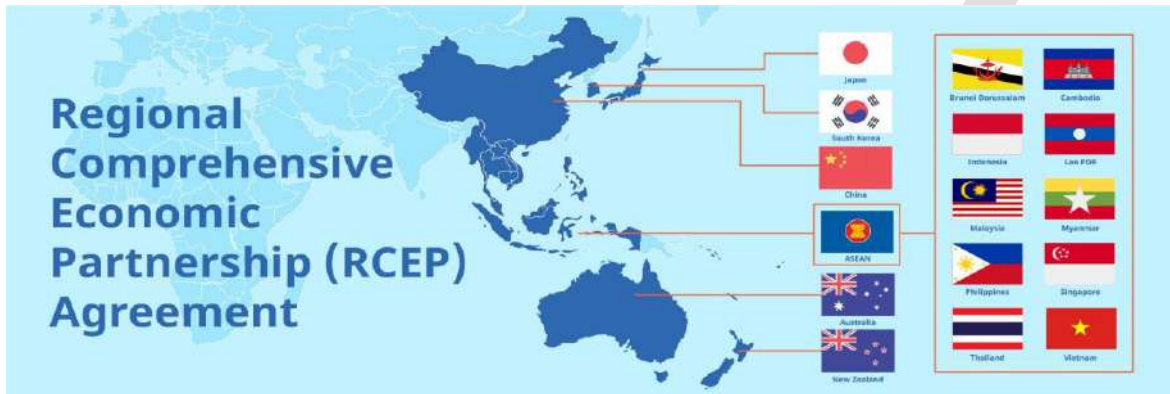 Regional
Comprehensive
Economic
Partnership (RCEP)
Agreement
Japan
South Korea
China
ASEAN
Australia
New Zealand
Brunei Darussalam
Cambodia
Indonesia
Lao PDR
Malaysia
Myanmar
Philippines
Singapore
Thailand
Vietnam